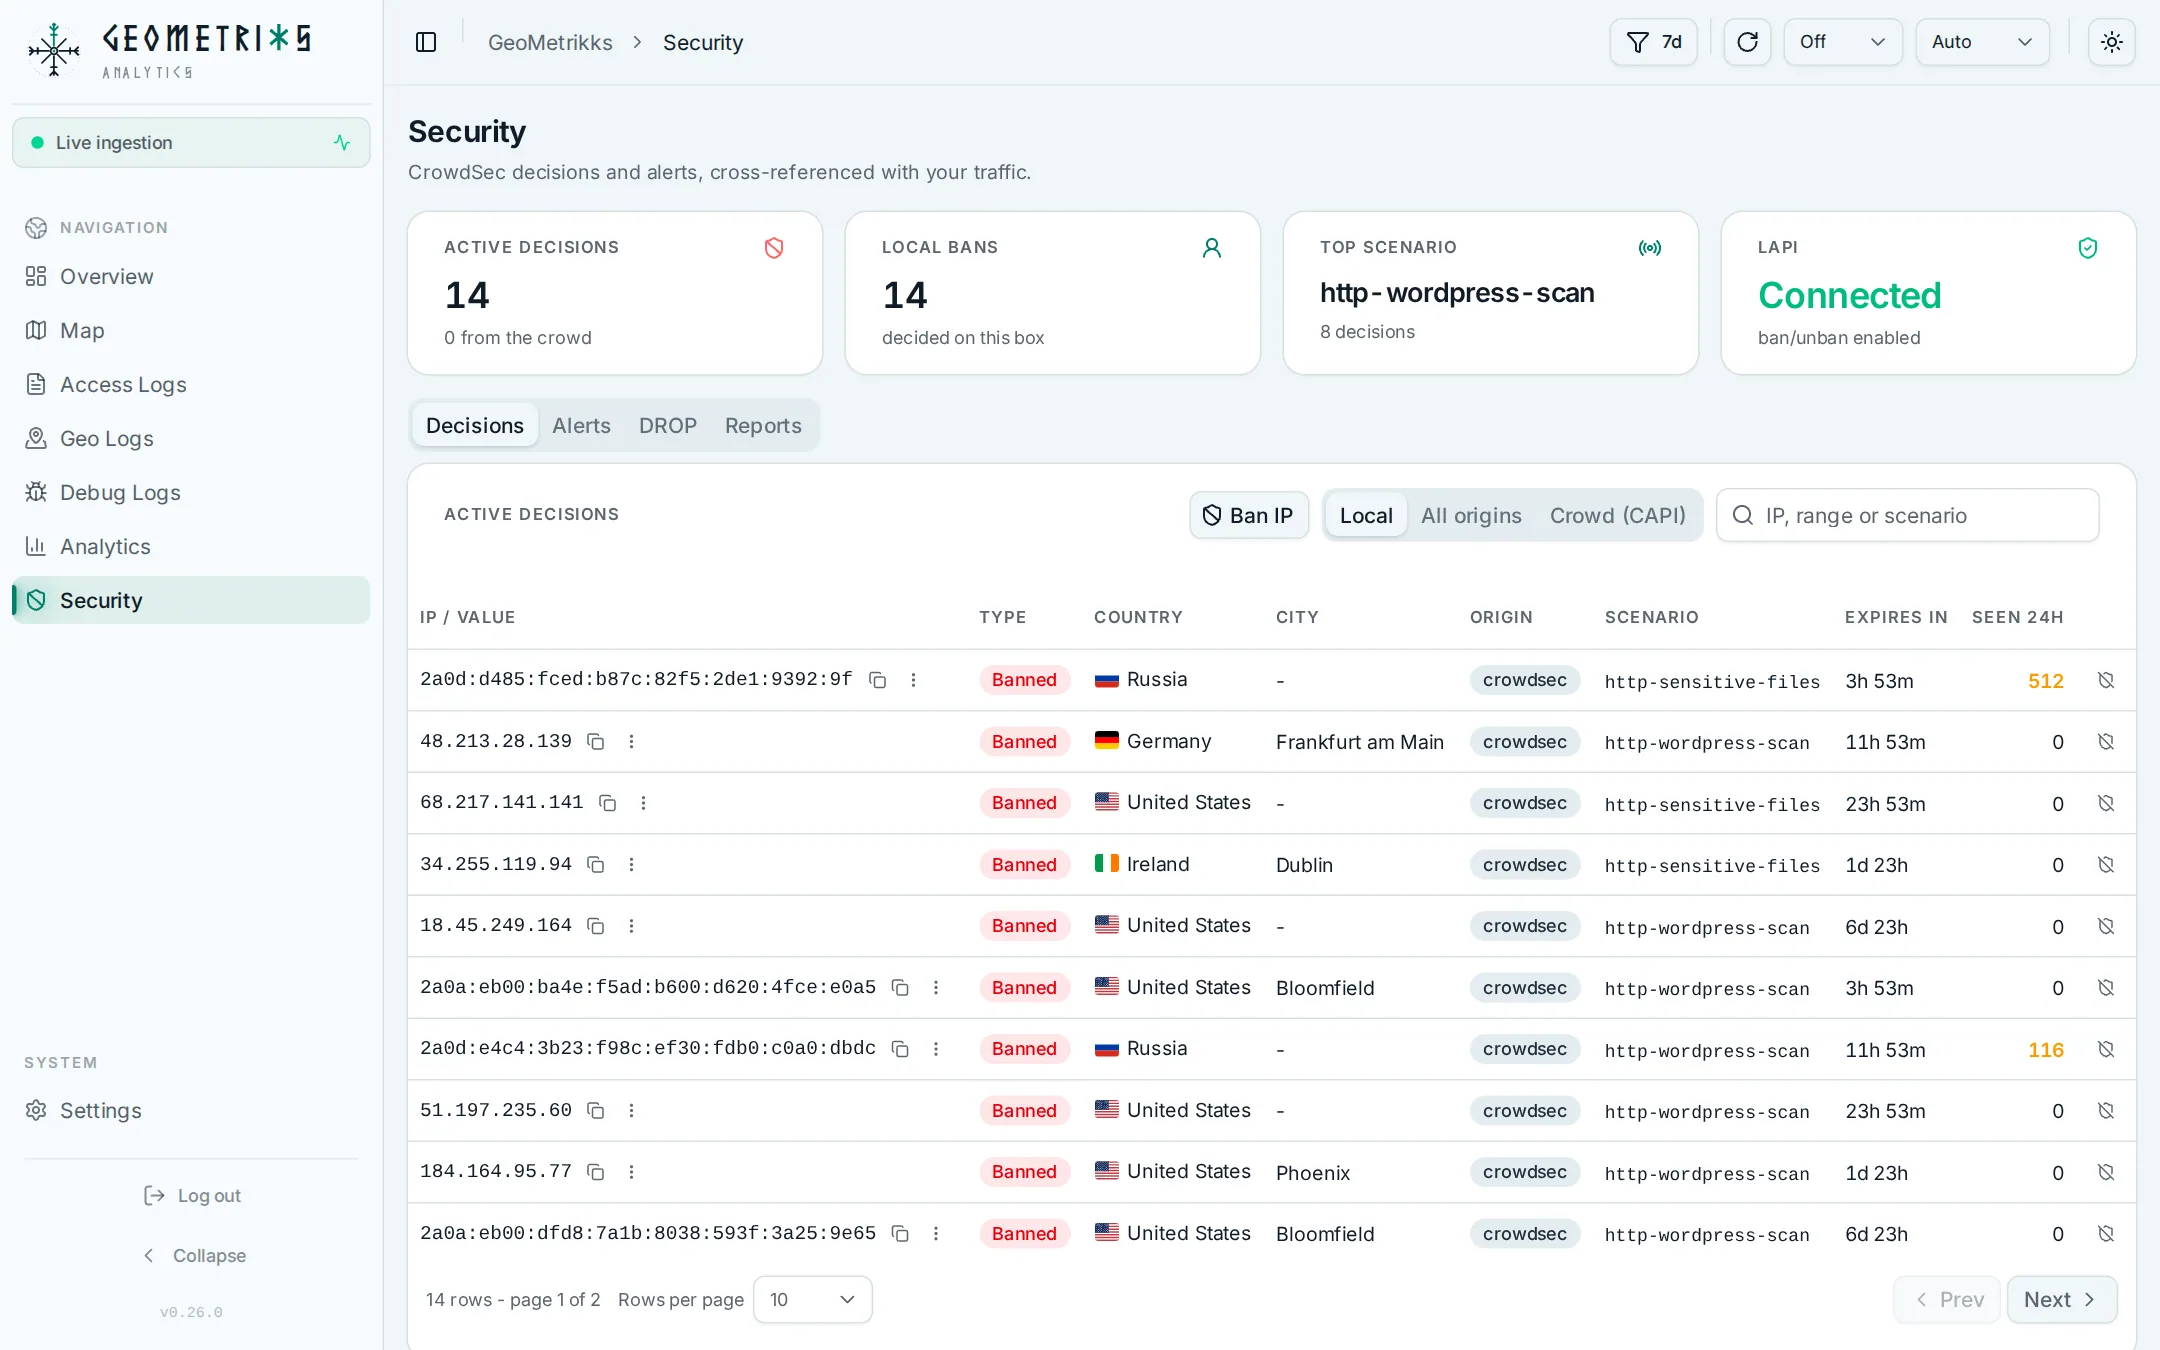 GEOMETRIKS
ANALYTICS
Live ingestion
NAVIGATION
Overview
Map
Access Logs
Geo Logs
Debug Logs
Analytics
Security
SYSTEM
Settings
Log out
Collapse
v0.26.0
GeoMetrikks > Security
7d
Off
Auto
Security
CrowdSec decisions and alerts, cross-referenced with your traffic.
ACTIVE DECISIONS
14
0 from the crowd
LOCAL BANS
14
decided on this box
TOP SCENARIO
http-wordpress-scan
8 decisions
LAPI
Connected
ban/unban enabled
Decisions Alerts DROP Reports
ACTIVE DECISIONS
Ban IP
Local All origins Crowd (CAPI)
IP, range or scenario
IP / VALUE TYPE COUNTRY CITY ORIGIN SCENARIO EXPIRES IN SEEN 24H
2a0d:d485:fced:b87c:82f5:2de1:9392:9f Banned Russia - crowdsec http-sensitive-files 3h 53m 512
48.213.28.139 Banned Germany Frankfurt am Main crowdsec http-wordpress-scan 11h 53m 0
68.217.141.141 Banned United States - crowdsec http-sensitive-files 23h 53m 0
34.255.119.94 Banned Ireland Dublin crowdsec http-sensitive-files 1d 23h 0
18.45.249.164 Banned United States - crowdsec http-wordpress-scan 6d 23h 0
2a0a:eb00:ba4e:f5ad:b600:d620:4fce:e0a5 Banned United States Bloomfield crowdsec http-wordpress-scan 3h 53m 0
2a0d:e4c4:3b23:f98c:ef30:fdb0:c0a0:dbdc Banned Russia - crowdsec http-wordpress-scan 11h 53m 116
51.197.235.60 Banned United States - crowdsec http-wordpress-scan 23h 53m 0
184.164.95.77 Banned United States Phoenix crowdsec http-wordpress-scan 1d 23h 0
2a0a:eb00:dfd8:7a1b:8038:593f:3a25:9e65 Banned United States Bloomfield crowdsec http-wordpress-scan 6d 23h 0
14 rows - page 1 of 2 Rows per page 10
Prev Next